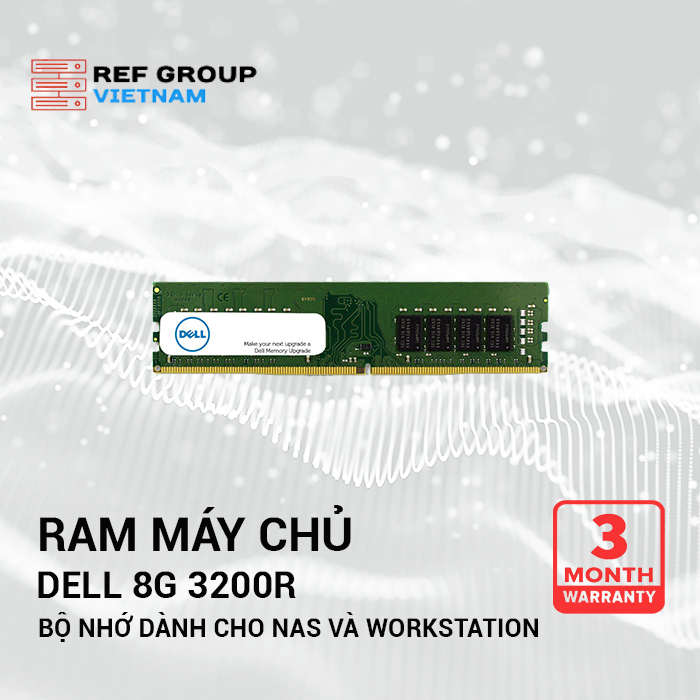 REF GROUP
VIETNAM
DELL
Make your next upgrade a
Dell Memory Upgrade
RAM MÁY CHỦ
DELL 8G 3200R
BỘ NHỚ DÀNH CHO NAS VÀ WORKSTATION
3
MONTH
WARRANTY